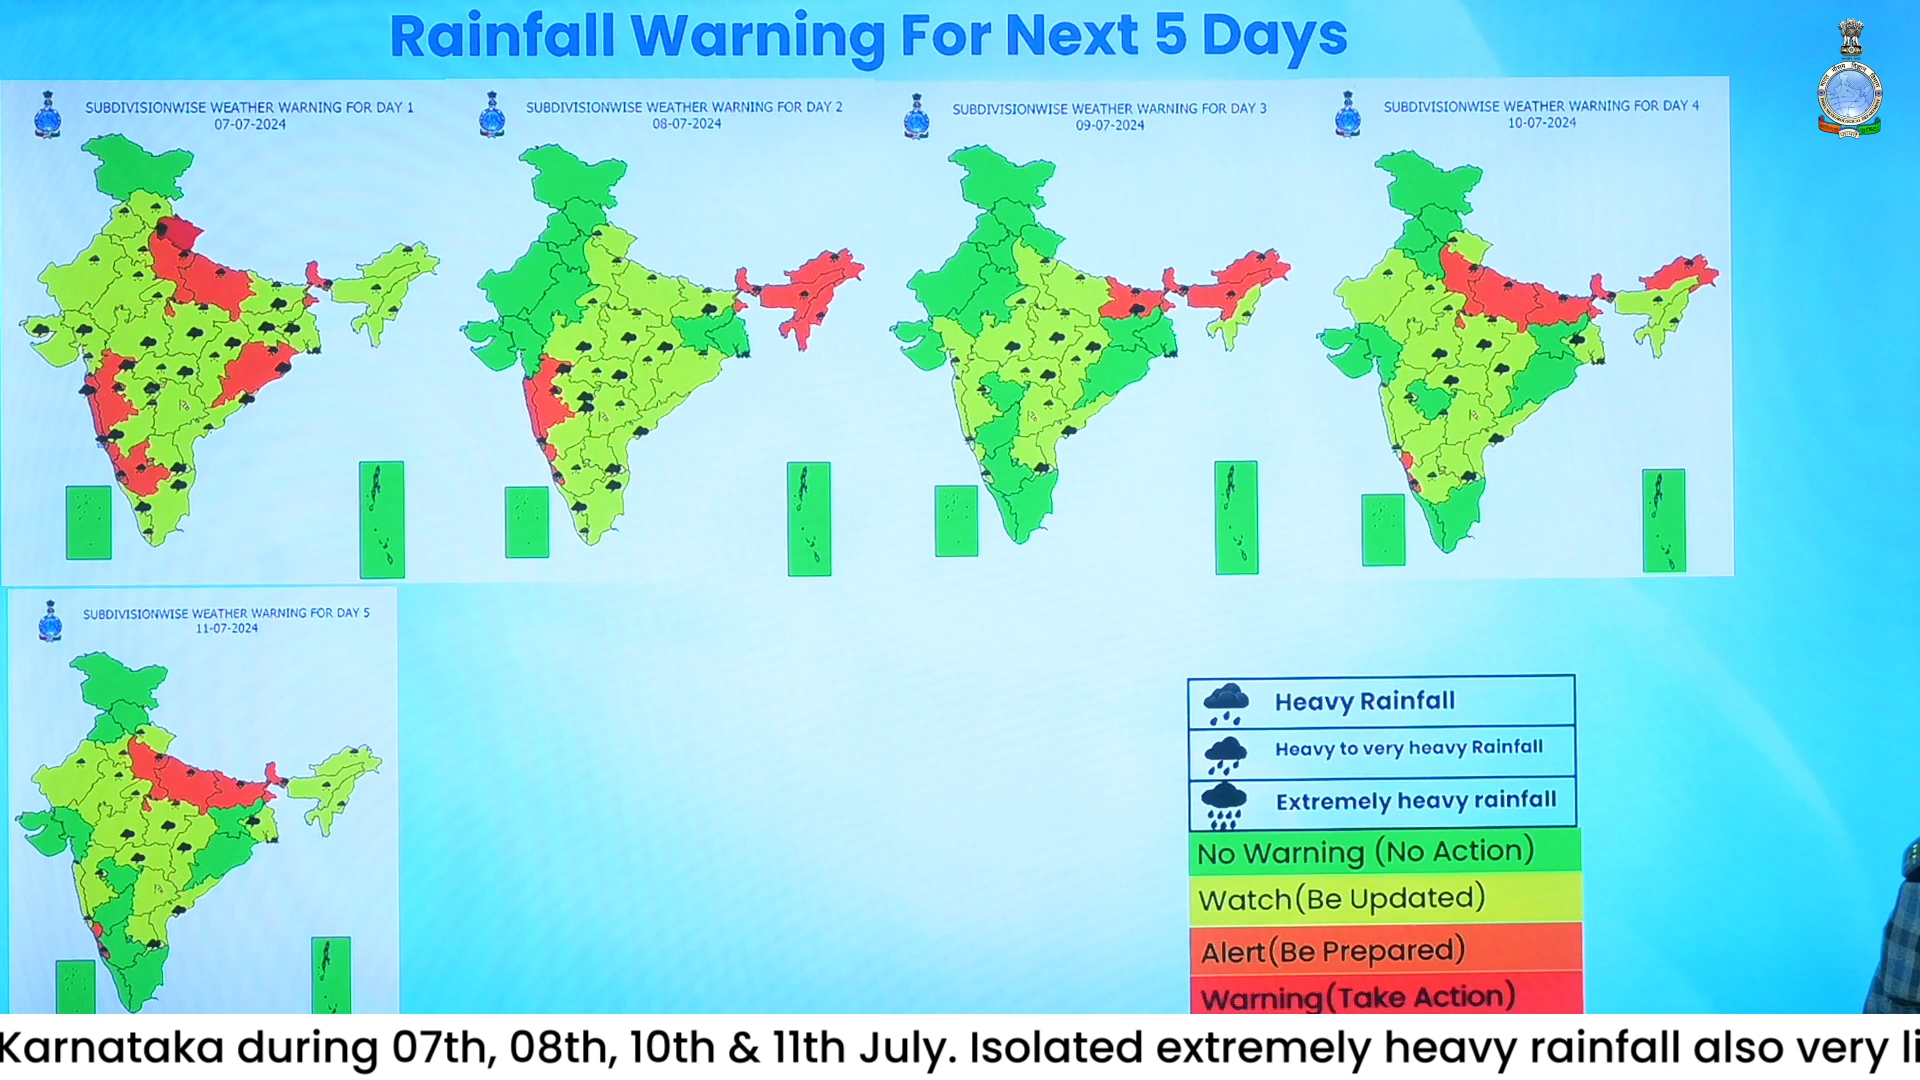 Rainfall Warning For Next 5 Days
SUBDIVISIONWISE WEATHER WARNING FOR DAY 1
07-07-2024
SUBDIVISIONWISE WEATHER WARNING FOR DAY 2
08-07-2024
SUBDIVISIONWISE WEATHER WARNING FOR DAY 3
09-07-2024
SUBDIVISIONWISE WEATHER WARNING FOR DAY 4
10-07-2024
SUBDIVISIONWISE WEATHER WARNING FOR DAY 5
11-07-2024
Heavy Rainfall
Heavy to very heavy Rainfall
Extremely heavy rainfall
No Warning (No Action)
Watch(Be Updated)
Alert(Be Prepared)
Warning(Take Action)
Karnataka during 07th, 08th, 10th & 11th July. Isolated extremely heavy rainfall also very li